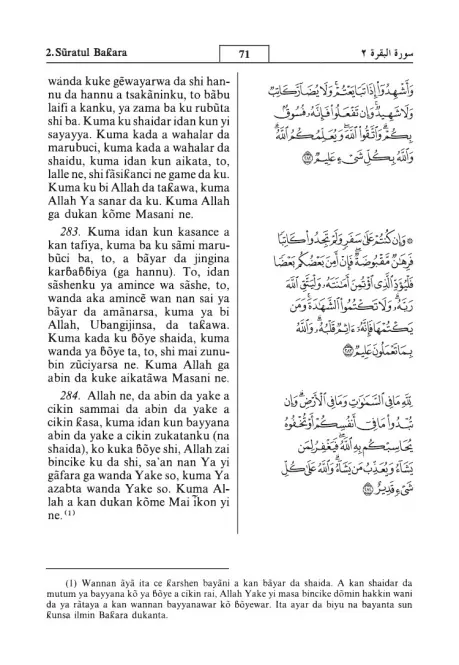 2. Sūratul Baƙara
71
سورة البقرة ٢
wanda kuke gēwayarwa da shi han-
nu da hannu a tsakāninku, to bābu
laifi a kanku, ya zama ba ku rubūta
shi ba. Kuma ku shaidar idan kun yi
sayayya. Kuma kada a wahalar da
marubuci, kuma kada a wahalar da
shaidu, kuma idan kun aikata, to,
lalle ne, shi fāsiƙanci ne game da ku.
Kuma ku bi Allah da taƙawa, kuma
Allah Ya sanar da ku. Kuma Allah
ga dukan kōme Masani ne.
283. Kuma idan kun kasance a
kan tafiya, kuma ba ku sāmi maru-
būci ba, to, a bāyar da jingina
karɓaɓɓiya (ga hannu). To, idan
sāshenku ya amince wa sāshe, to,
wanda aka amincē wan nan sai ya
bāyar da amānarsa, kuma ya bi
Allah, Ubangijinsa, da taƙawa.
Kuma kada ku ɓōye shaida, kuma
wanda ya ɓōye ta, to, shi mai zunu-
bin zūciyarsa ne. Kuma Allah ga
abin da kuke aikatāwa Masani ne.
284. Allah ne, da abin da yake a
cikin sammai da abin da yake a
cikin ƙasa, kuma idan kun bayyana
abin da yake a cikin zukatanku (na
shaida), ko kuka ɓōye shi, Allah zai
bincike ku da shi, sa'an nan Ya yi
gāfara ga wanda Yake so, kuma Ya
azabta wanda Yake so. Kuma Al-
lah a kan dukan kōme Mai Īkon yi
ne. (1)
وَأَشْهِدُوٓا۟ إِذَا تَبَايَعْتُمْ وَلَا يُضَآرَّ كَاتِبٌ
وَلَا شَهِيدٌ وَإِن تَفْعَلُوا۟ فَإِنَّهُۥ فُسُوقٌۢ
بِكُمْ وَٱتَّقُوا۟ ٱللَّهَ وَيُعَلِّمُكُمُ ٱللَّهُ
وَٱللَّهُ بِكُلِّ شَىْءٍ عَلِيمٌ ٢٨٢
۞ وَإِن كُنتُمْ عَلَىٰ سَفَرٍ وَلَمْ تَجِدُوا۟ كَاتِبًا
فَرِهَـٰنٌ مَّقْبُوضَةٌ فَإِنْ أَمِنَ بَعْضُكُم بَعْضًا
فَلْيُؤَدِّ ٱلَّذِى ٱؤْتُمِنَ أَمَـٰنَتَهُۥ وَلْيَتَّقِ ٱللَّهَ
رَبَّهُۥ وَلَا تَكْتُمُوا۟ ٱلشَّهَـٰدَةَ وَمَن
يَكْتُمْهَا فَإِنَّهُۥٓ ءَاثِمٌ قَلْبُهُۥ وَٱللَّهُ
بِمَا تَعْمَلُونَ عَلِيمٌ ٢٨٣
لِّلَّهِ مَا فِى ٱلسَّمَـٰوَٰتِ وَمَا فِى ٱلْأَرْضِ وَإِن
تُبْدُوا۟ مَا فِىٓ أَنفُسِكُمْ أَوْ تُخْفُوهُ
يُحَاسِبْكُم بِهِ ٱللَّهُ فَيَغْفِرُ لِمَن
يَشَآءُ وَيُعَذِّبُ مَن يَشَآءُ وَٱللَّهُ عَلَىٰ كُلِّ
شَىْءٍ قَدِيرٌ ٢٨٤
(1) Wannan āyā ita ce ƙarshen bayāni a kan bāyar da shaida. A kan shaidar da
mutum ya bayyana kō ya ɓōye a cikin rai, Allah Yake yi masa bincike dōmin hakkin wani
da ya rātaya a kan wannan bayyanawar kō ɓōyewar. Ita ayar da biyu na bayanta sun
ƙunsa ilmin Baƙara dukanta.